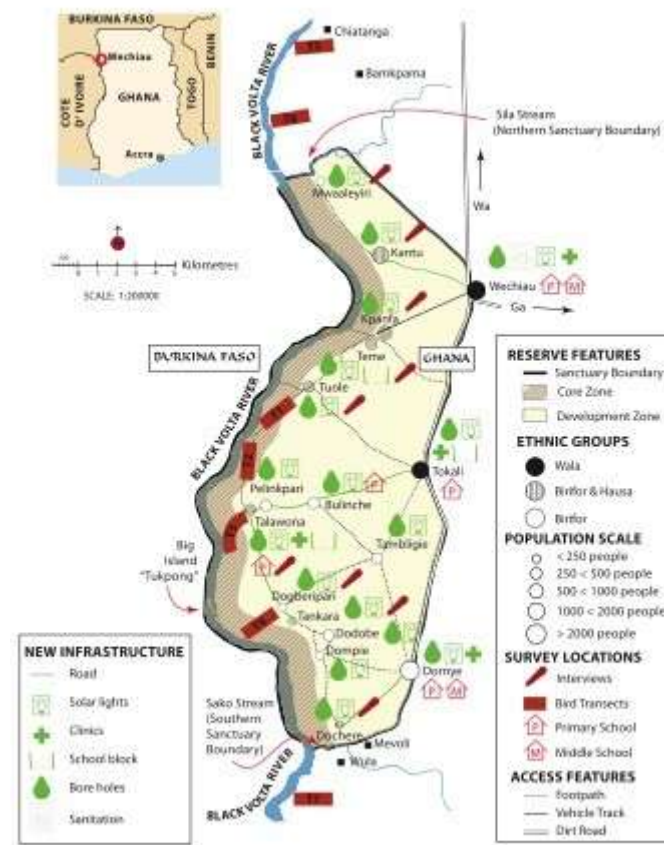 BURKINA FASO
Wechiau
COTE
D' IVOIRE
GHANA
TOGO
BENIN
Accra
Kilometres
SCALE: 1:200000
Chiatanga
Bamkpama
BLACK VOLTA RIVER
Sila Stream
(Northern Sanctuary Boundary)
Wa
Mwaaleyiri
Kantu
Wechiau
P
M
Ga
Kpanfa
Teme
BURKINA FASO
GHANA
Tuole
BLACK VOLTA RIVER
Tokali
P
Pelinkpari
P
Bulinche
Talawona
Tambligie
P
Big
Island
"Tukpong"
Dogberipari
Tankara
Dodobe
Dompie
Dornye
P
M
Sako Stream
(Southern
Sanctuary
Boundary)
Dochere
Mevoli
Wula
BLACK VOLTA RIVER
NEW INFRASTRUCTURE
Road
Solar lights
Clinics
School block
Bore holes
Sanitation
RESERVE FEATURES
Sanctuary Boundary
Core Zone
Development Zone
ETHNIC GROUPS
Wala
Birifor & Hausa
Birifor
POPULATION SCALE
< 250 people
250 < 500 people
500 < 1000 people
1000 < 2000 people
> 2000 people
SURVEY LOCATIONS
Interviews
Bird Transects
P Primary School
M Middle School
ACCESS FEATURES
Footpath
Vehicle Track
Dirt Road